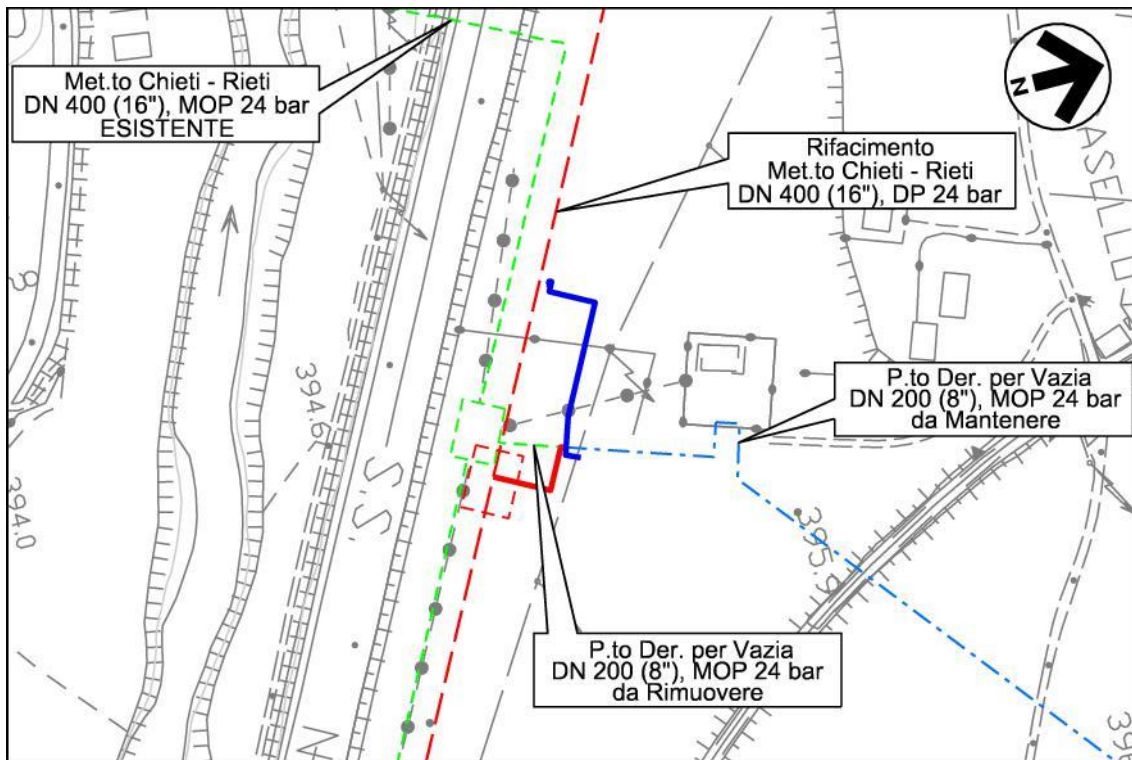 Met.to Chieti - Rieti
DN 400 (16"), MOP 24 bar
ESISTENTE
N
Rifacimento
Met.to Chieti - Rieti
DN 400 (16"), DP 24 bar
P.to Der. per Vazia
DN 200 (8"), MOP 24 bar
da Mantenere
394.6
394.0
S.S.
395.9
P.to Der. per Vazia
DN 200 (8"), MOP 24 bar
da Rimuovere
N